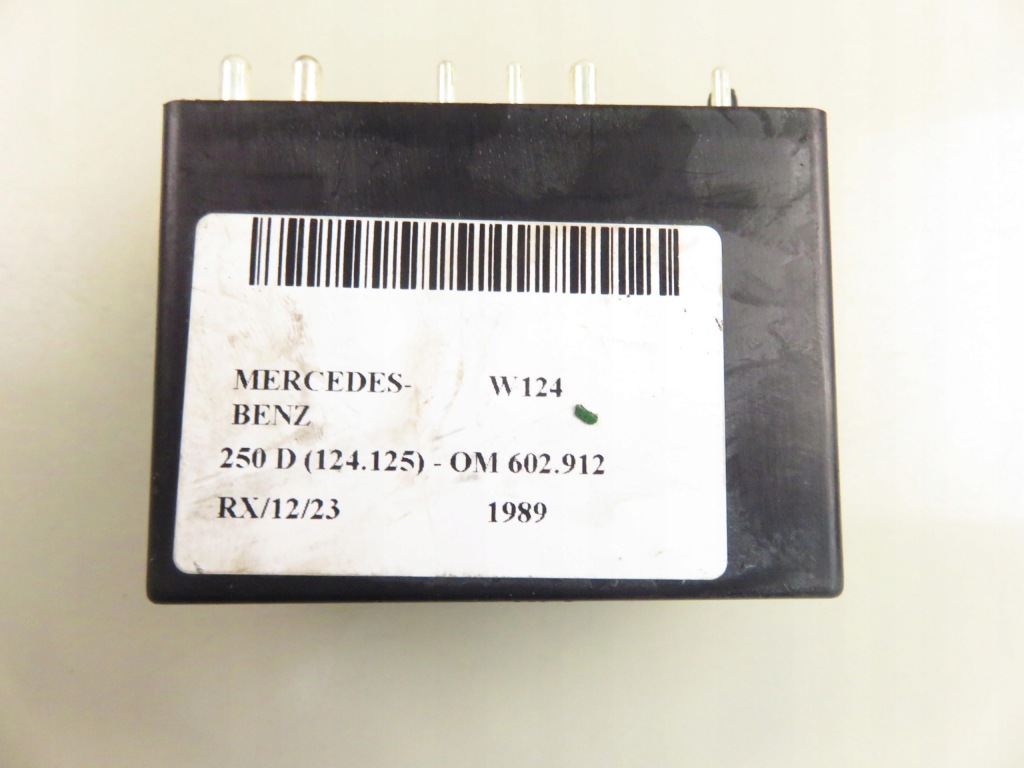 MERCEDES- W124
BENZ
250 D (124.125) - OM 602.912
RX/12/23 1989